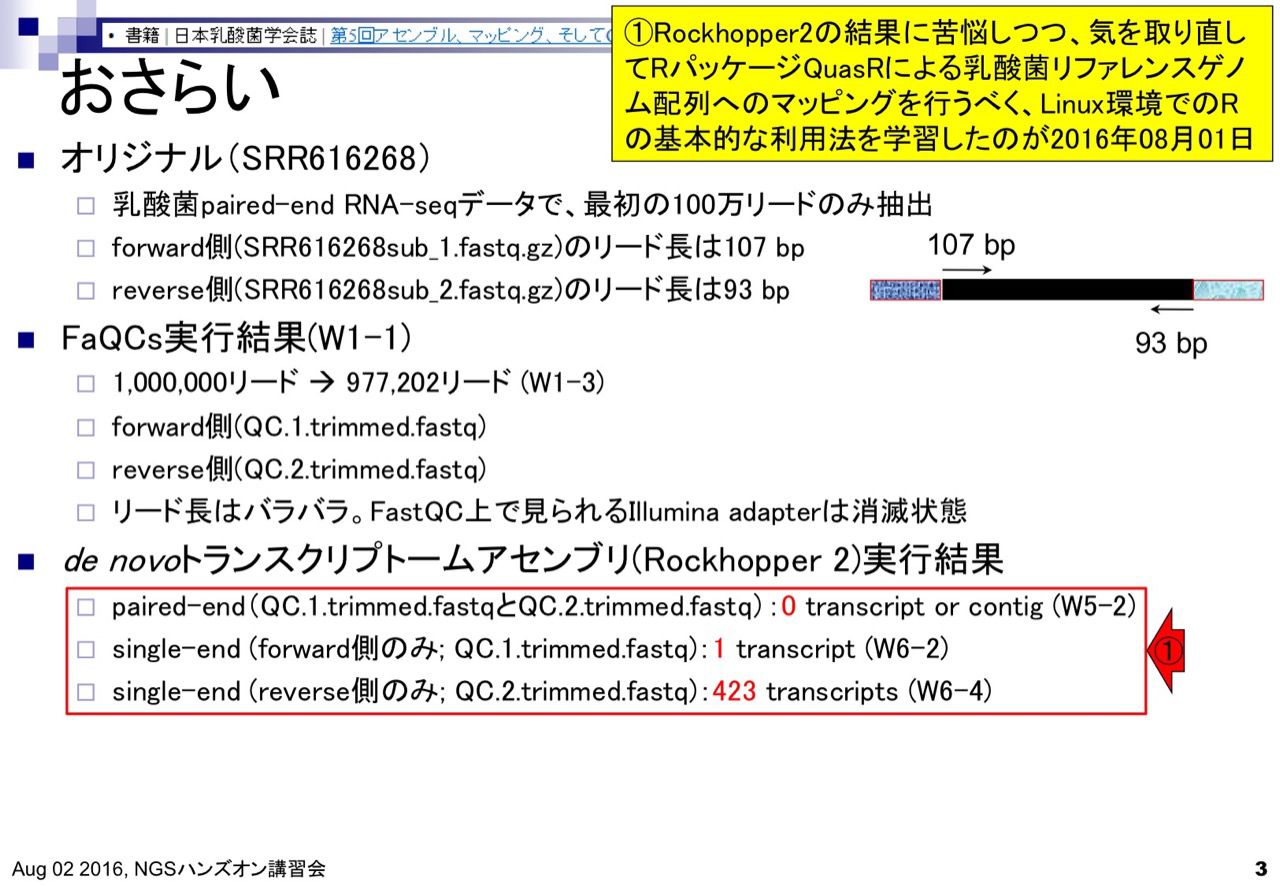 • 書籍 | 日本乳酸菌学会誌 | 第5回アセンブル、マッピング、そして
おさらい
①Rockhopper2の結果に苦悩しつつ、気を取り直し
てRパッケージQuasRによる乳酸菌リファレンスゲノ
ム配列へのマッピングを行うべく、Linux環境でのR
の基本的な利用法を学習したのが2016年08月01日
オリジナル(SRR616268)
乳酸菌paired-end RNA-seqデータで、最初の100万リードのみ抽出
forward側(SRR616268sub_1.fastq.gz)のリード長は107 bp
reverse側(SRR616268sub_2.fastq.gz)のリード長は93 bp
107 bp
93 bp
FaQCs実行結果(W1-1)
1,000,000リード → 977,202リード (W1-3)
forward側(QC.1.trimmed.fastq)
reverse側(QC.2.trimmed.fastq)
リード長はバラバラ。FastQC上で見られるIllumina adapterは消滅状態
de novoトランスクリプトームアセンブリ(Rockhopper 2)実行結果
paired-end(QC.1.trimmed.fastqとQC.2.trimmed.fastq):0 transcript or contig (W5-2)
single-end (forward側のみ; QC.1.trimmed.fastq):1 transcript (W6-2)
①
single-end (reverse側のみ; QC.2.trimmed.fastq):423 transcripts (W6-4)
Aug 02 2016, NGSハンズオン講習会
3